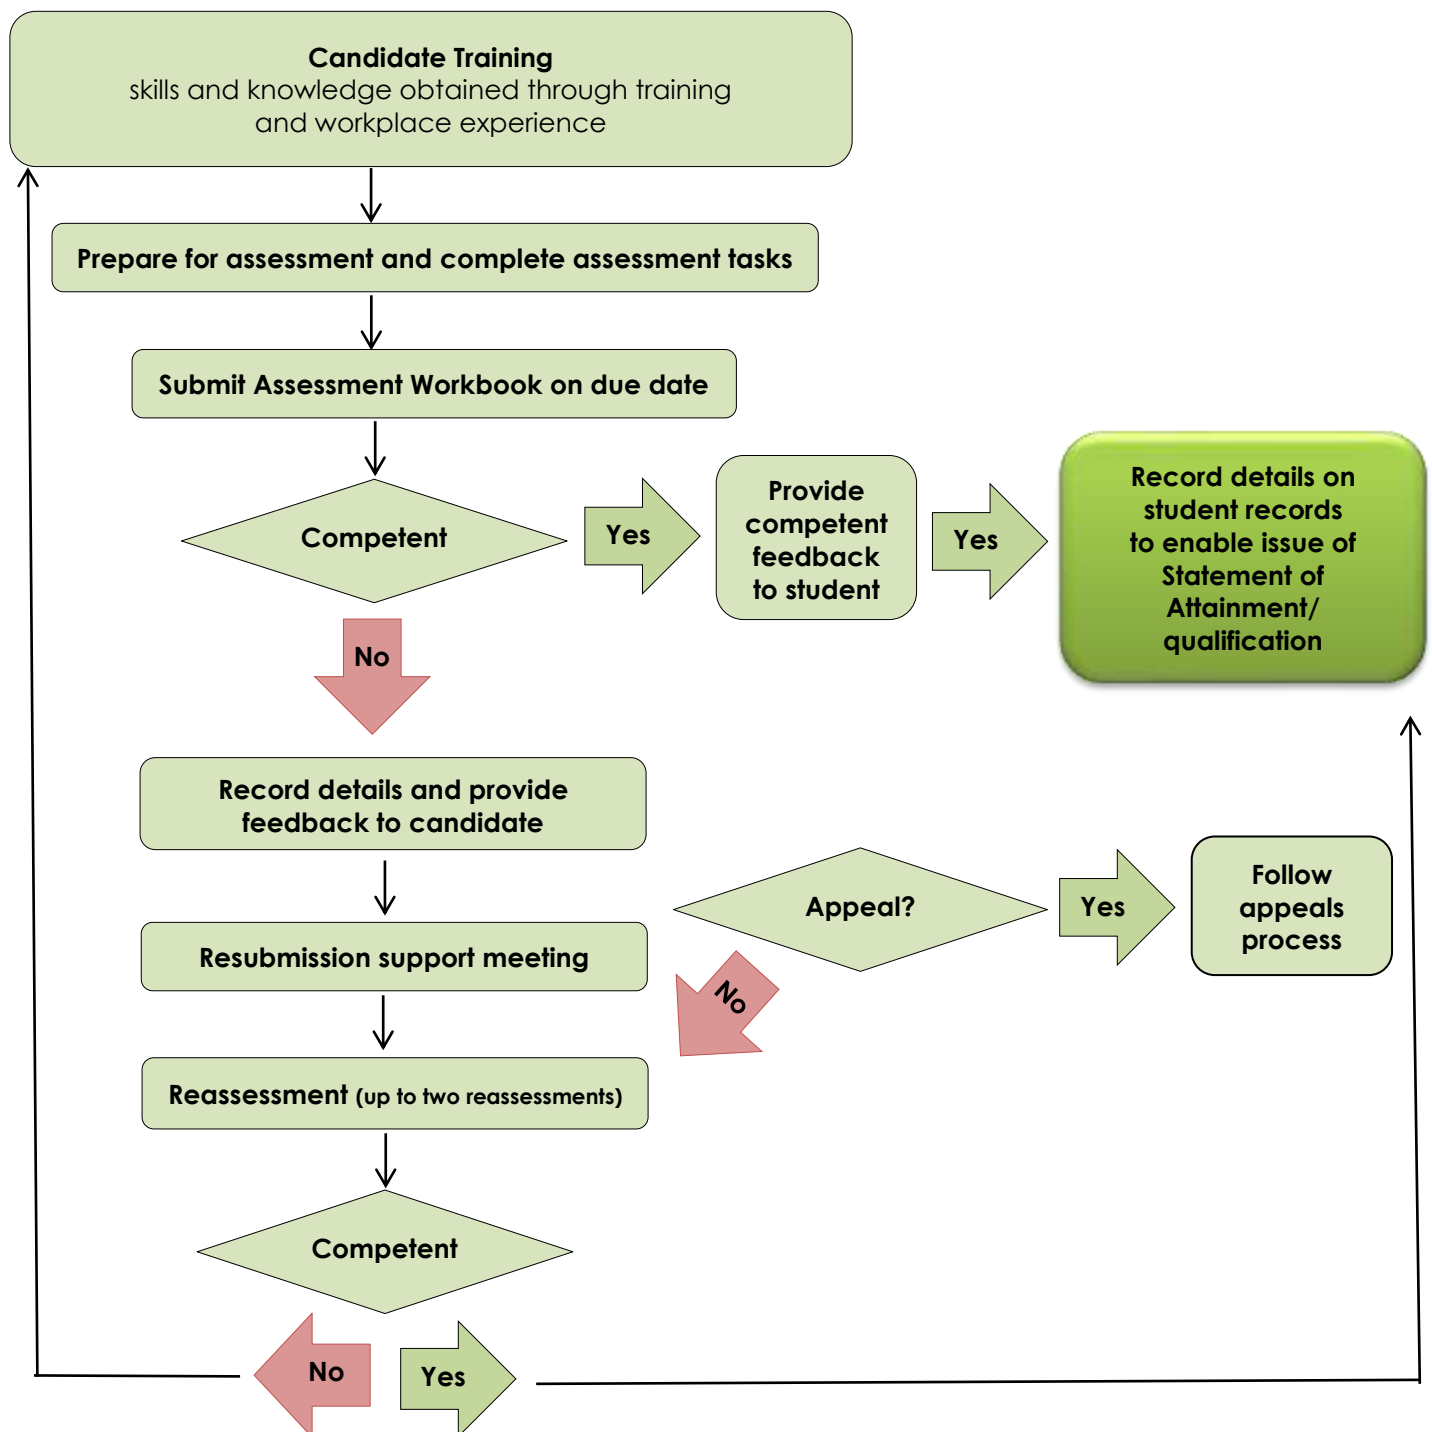 Candidate Training
skills and knowledge obtained through training
and workplace experience
Prepare for assessment and complete assessment tasks
Submit Assessment Workbook on due date
Competent
Yes
Provide
competent
feedback
to student
Yes
Record details on
student records
to enable issue of
Statement of
Attainment/
qualification
No
Record details and provide
feedback to candidate
Appeal?
Yes
Follow
appeals
process
No
Resubmission support meeting
Reassessment (up to two reassessments)
Competent
No
Yes